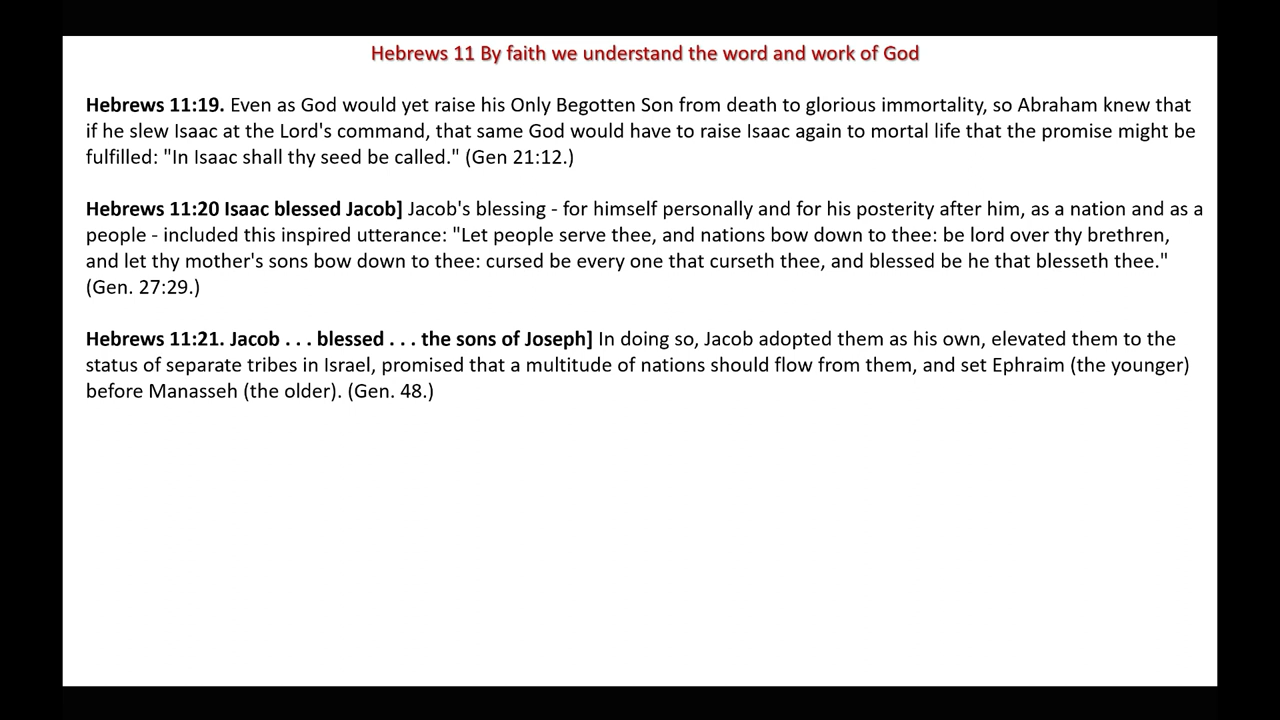 Hebrews 11 By faith we understand the word and work of God
Hebrews 11:19. Even as God would yet raise his Only Begotten Son from death to glorious immortality, so Abraham knew that
if he slew Isaac at the Lord's command, that same God would have to raise Isaac again to mortal life that the promise might be
fulfilled: "In Isaac shall thy seed be called." (Gen 21:12.)
Hebrews 11:20 Isaac blessed Jacob] Jacob's blessing - for himself personally and for his posterity after him, as a nation and as a
people - included this inspired utterance: "Let people serve thee, and nations bow down to thee: be lord over thy brethren,
and let thy mother's sons bow down to thee: cursed be every one that curseth thee, and blessed be he that blesseth thee."
(Gen. 27:29.)
Hebrews 11:21. Jacob . . . blessed . . . the sons of Joseph] In doing so, Jacob adopted them as his own, elevated them to the
status of separate tribes in Israel, promised that a multitude of nations should flow from them, and set Ephraim (the younger)
before Manasseh (the older). (Gen. 48.)